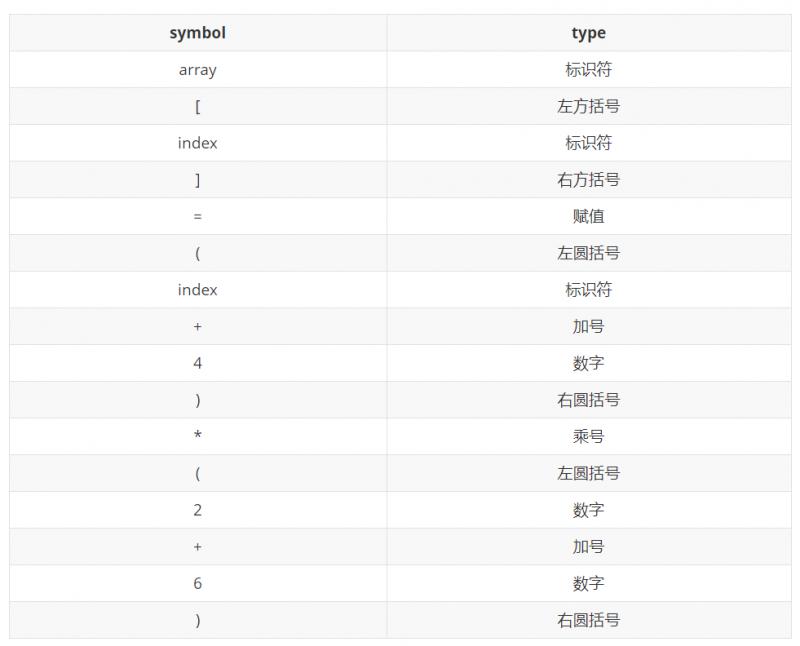 symbol type
array 标识符
[ 左方括号
index 标识符
] 右方括号
= 赋值
( 左圆括号
index 标识符
+ 加号
4 数字
) 右圆括号
* 乘号
( 左圆括号
2 数字
+ 加号
6 数字
) 右圆括号